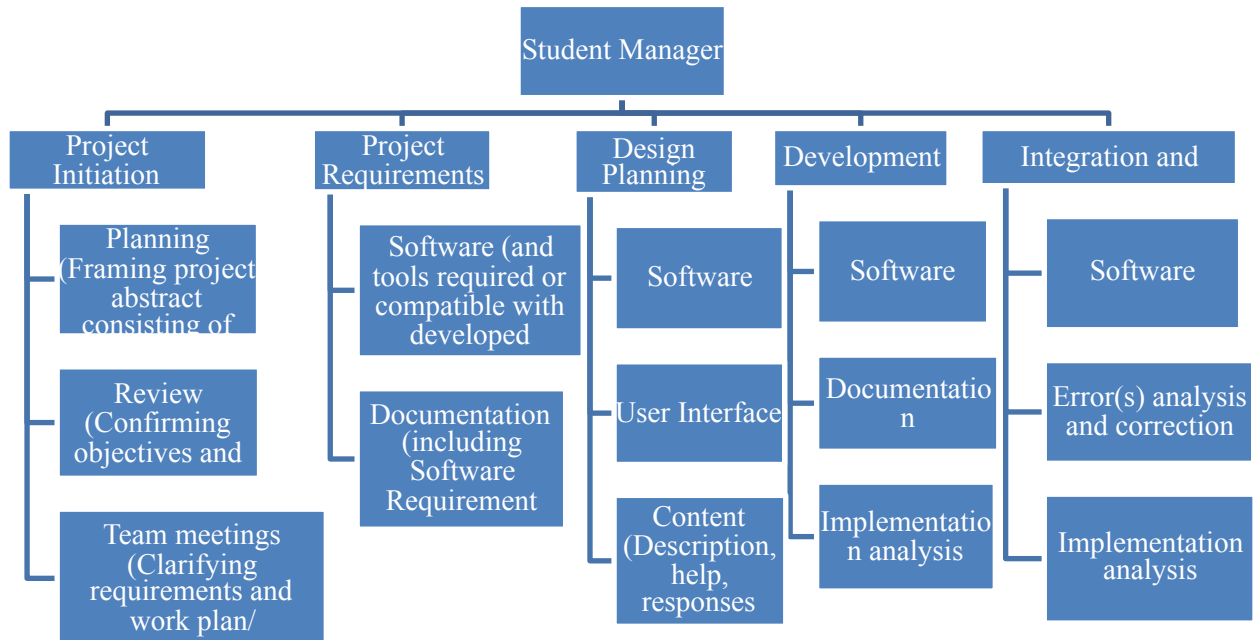 Student Manager
Project
Initiation
Project
Requirements
Design
Planning
Development
Integration and
Planning
(Framing project
abstract
consisting of
Review
(Confirming
objectives and
Team meetings
(Clarifying
requirements and
work plan/
Software (and
tools required or
compatible with
developed
Documentation
(including
Software
Requirement
Software
User Interface
Content
(Description,
help,
responses
Software
Documentatio
n
Implementatio
n analysis
Software
Error(s) analysis
and correction
Implementation
analysis